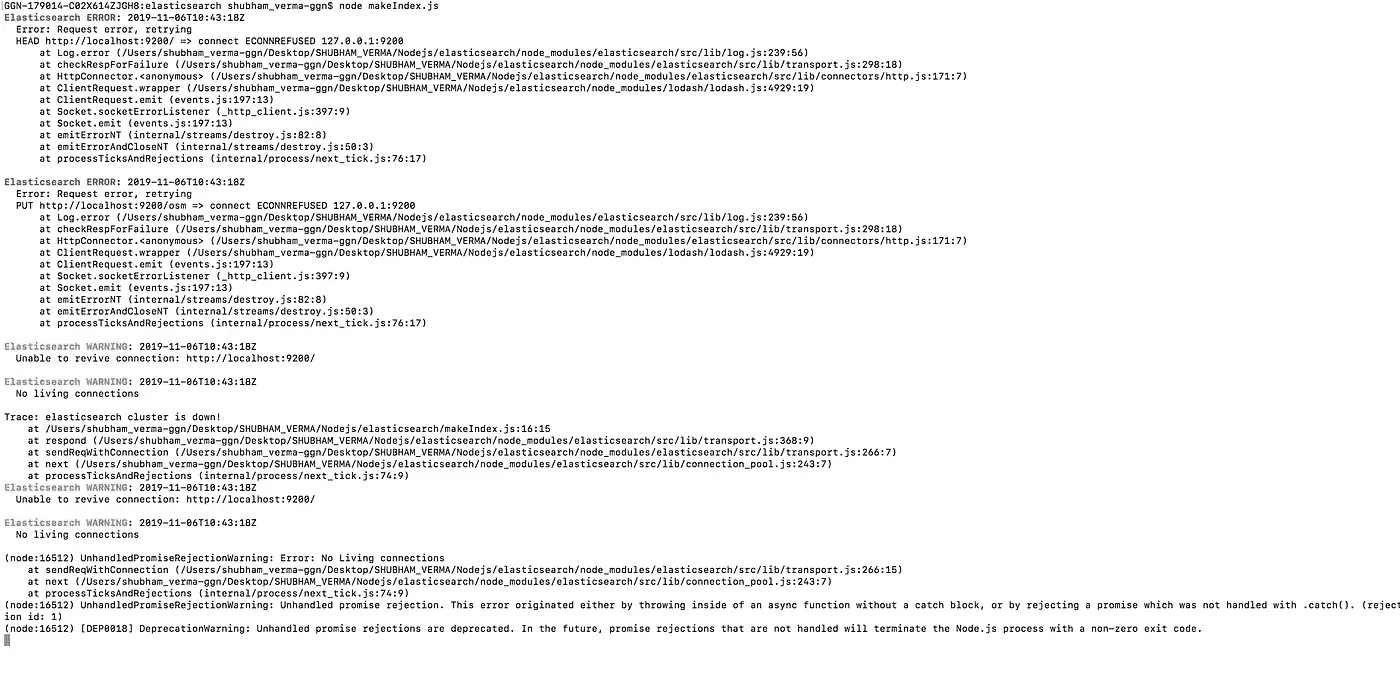 GGN-179014-C02X614ZJGH8:elasticsearch shubham_verma-ggn$ node makeIndex.js
Elasticsearch ERROR: 2019-11-06T10:43:18Z
  Error: Request error, retrying
  HEAD http://localhost:9200/ => connect ECONNREFUSED 127.0.0.1:9200
      at Log.error (/Users/shubham_verma-ggn/Desktop/SHUBHAM_VERMA/Nodejs/elasticsearch/node_modules/elasticsearch/src/lib/log.js:239:56)
      at checkRespForFailure (/Users/shubham_verma-ggn/Desktop/SHUBHAM_VERMA/Nodejs/elasticsearch/node_modules/elasticsearch/src/lib/transport.js:298:18)
      at HttpConnector.<anonymous> (/Users/shubham_verma-ggn/Desktop/SHUBHAM_VERMA/Nodejs/elasticsearch/node_modules/elasticsearch/src/lib/connectors/http.js:171:7)
      at ClientRequest.wrapper (/Users/shubham_verma-ggn/Desktop/SHUBHAM_VERMA/Nodejs/elasticsearch/node_modules/lodash/lodash.js:4929:19)
      at ClientRequest.emit (events.js:197:13)
      at Socket.socketErrorListener (_http_client.js:397:9)
      at Socket.emit (events.js:197:13)
      at emitErrorNT (internal/streams/destroy.js:82:8)
      at emitErrorAndCloseNT (internal/streams/destroy.js:50:3)
      at processTicksAndRejections (internal/process/next_tick.js:76:17)

Elasticsearch ERROR: 2019-11-06T10:43:18Z
  Error: Request error, retrying
  PUT http://localhost:9200/osm => connect ECONNREFUSED 127.0.0.1:9200
      at Log.error (/Users/shubham_verma-ggn/Desktop/SHUBHAM_VERMA/Nodejs/elasticsearch/node_modules/elasticsearch/src/lib/log.js:239:56)
      at checkRespForFailure (/Users/shubham_verma-ggn/Desktop/SHUBHAM_VERMA/Nodejs/elasticsearch/node_modules/elasticsearch/src/lib/transport.js:298:18)
      at HttpConnector.<anonymous> (/Users/shubham_verma-ggn/Desktop/SHUBHAM_VERMA/Nodejs/elasticsearch/node_modules/elasticsearch/src/lib/connectors/http.js:171:7)
      at ClientRequest.wrapper (/Users/shubham_verma-ggn/Desktop/SHUBHAM_VERMA/Nodejs/elasticsearch/node_modules/lodash/lodash.js:4929:19)
      at ClientRequest.emit (events.js:197:13)
      at Socket.socketErrorListener (_http_client.js:397:9)
      at Socket.emit (events.js:197:13)
      at emitErrorNT (internal/streams/destroy.js:82:8)
      at emitErrorAndCloseNT (internal/streams/destroy.js:50:3)
      at processTicksAndRejections (internal/process/next_tick.js:76:17)

Elasticsearch WARNING: 2019-11-06T10:43:18Z
  Unable to revive connection: http://localhost:9200/

Elasticsearch WARNING: 2019-11-06T10:43:18Z
  No living connections

Trace: elasticsearch cluster is down!
    at /Users/shubham_verma-ggn/Desktop/SHUBHAM_VERMA/Nodejs/elasticsearch/makeIndex.js:16:15
    at respond (/Users/shubham_verma-ggn/Desktop/SHUBHAM_VERMA/Nodejs/elasticsearch/node_modules/elasticsearch/src/lib/transport.js:368:9)
    at sendReqWithConnection (/Users/shubham_verma-ggn/Desktop/SHUBHAM_VERMA/Nodejs/elasticsearch/node_modules/elasticsearch/src/lib/transport.js:266:7)
    at next (/Users/shubham_verma-ggn/Desktop/SHUBHAM_VERMA/Nodejs/elasticsearch/node_modules/elasticsearch/src/lib/connection_pool.js:243:7)
    at processTicksAndRejections (internal/process/next_tick.js:74:9)
Elasticsearch WARNING: 2019-11-06T10:43:18Z
  Unable to revive connection: http://localhost:9200/

Elasticsearch WARNING: 2019-11-06T10:43:18Z
  No living connections

(node:16512) UnhandledPromiseRejectionWarning: Error: No Living connections
    at sendReqWithConnection (/Users/shubham_verma-ggn/Desktop/SHUBHAM_VERMA/Nodejs/elasticsearch/node_modules/elasticsearch/src/lib/transport.js:266:15)
    at next (/Users/shubham_verma-ggn/Desktop/SHUBHAM_VERMA/Nodejs/elasticsearch/node_modules/elasticsearch/src/lib/connection_pool.js:243:7)
    at processTicksAndRejections (internal/process/next_tick.js:74:9)
(node:16512) UnhandledPromiseRejectionWarning: Unhandled promise rejection. This error originated either by throwing inside of an async function without a catch block, or by rejecting a promise which was not handled with .catch(). (reject
ion id: 1)
(node:16512) [DEP0018] DeprecationWarning: Unhandled promise rejections are deprecated. In the future, promise rejections that are not handled will terminate the Node.js process with a non-zero exit code.